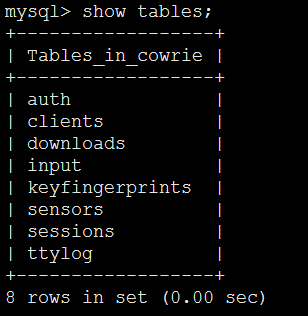 mysql> show tables;
+------------------+
| Tables_in_cowrie |
+------------------+
| auth             |
| clients          |
| downloads        |
| input            |
| keyfingerprints  |
| sensors          |
| sessions         |
| ttylog           |
+------------------+
8 rows in set (0.00 sec)